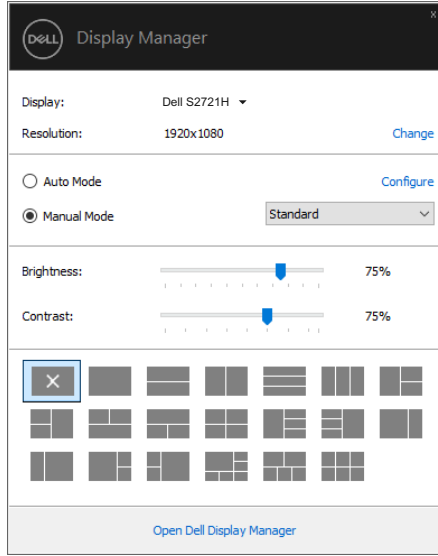 x
DELL Display Manager
Display: Dell S2721H
Resolution: 1920x1080 Change
Auto Mode Configure
Manual Mode Standard
Brightness: 75%
Contrast: 75%
Open Dell Display Manager